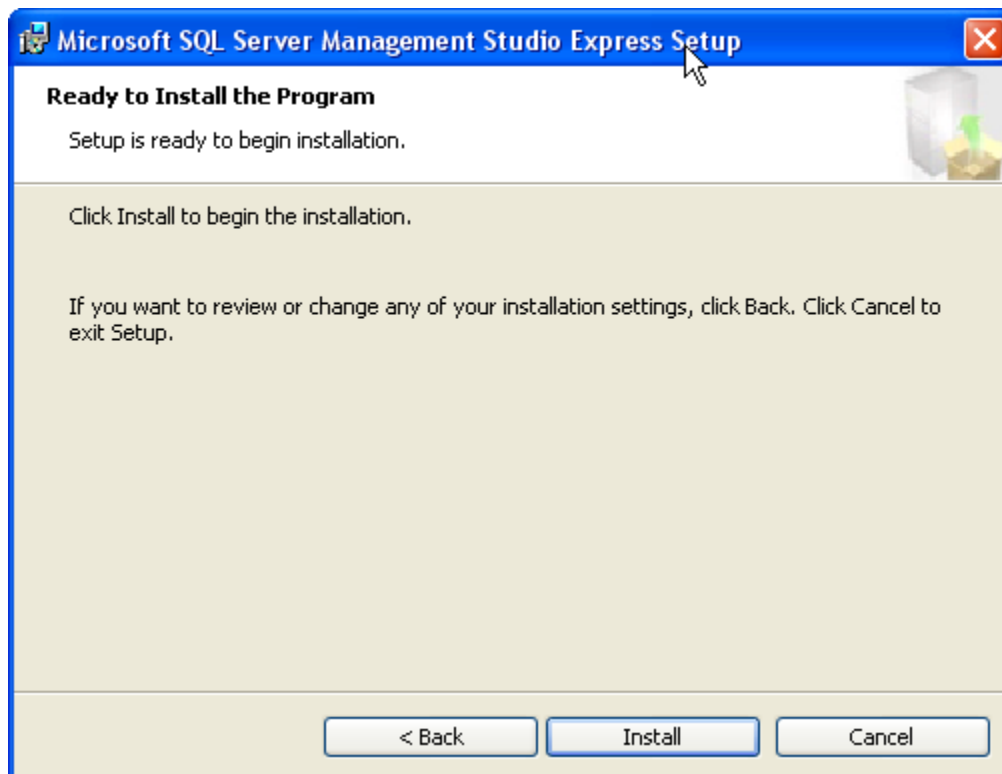 Microsoft SQL Server Management Studio Express Setup
Ready to Install the Program
Setup is ready to begin installation.
Click Install to begin the installation.
If you want to review or change any of your installation settings, click Back. Click Cancel to
exit Setup.
< Back
Install
Cancel